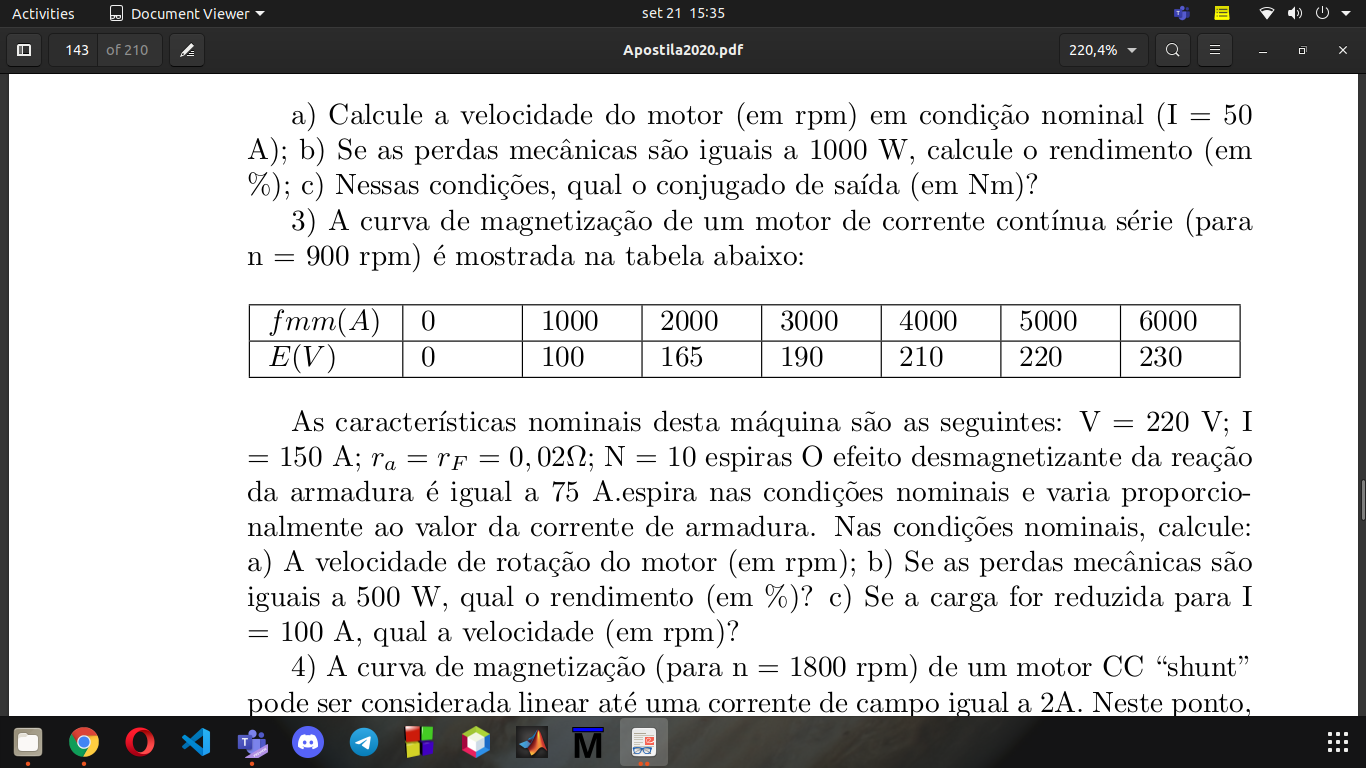 Activities Document Viewer set 21 15:35
143 of 210 Apostila2020.pdf 220,4%
a) Calcule a velocidade do motor (em rpm) em condição nominal (I = 50
A); b) Se as perdas mecânicas são iguais a 1000 W, calcule o rendimento (em
%); c) Nessas condições, qual o conjugado de saída (em Nm)?
3) A curva de magnetização de um motor de corrente contínua série (para
n = 900 rpm) é mostrada na tabela abaixo:
fmm(A) 0 1000 2000 3000 4000 5000 6000
E(V) 0 100 165 190 210 220 230
As características nominais desta máquina são as seguintes: V = 220 V; I
= 150 A; rₐ = r_F = 0,02Ω; N = 10 espiras O efeito desmagnetizante da reação
da armadura é igual a 75 A.espira nas condições nominais e varia proporcio-
nalmente ao valor da corrente de armadura. Nas condições nominais, calcule:
a) A velocidade de rotação do motor (em rpm); b) Se as perdas mecânicas são
iguais a 500 W, qual o rendimento (em %)? c) Se a carga for reduzida para I
= 100 A, qual a velocidade (em rpm)?
4) A curva de magnetização (para n = 1800 rpm) de um motor CC “shunt”
pode ser considerada linear até uma corrente de campo igual a 2A. Neste ponto,
M